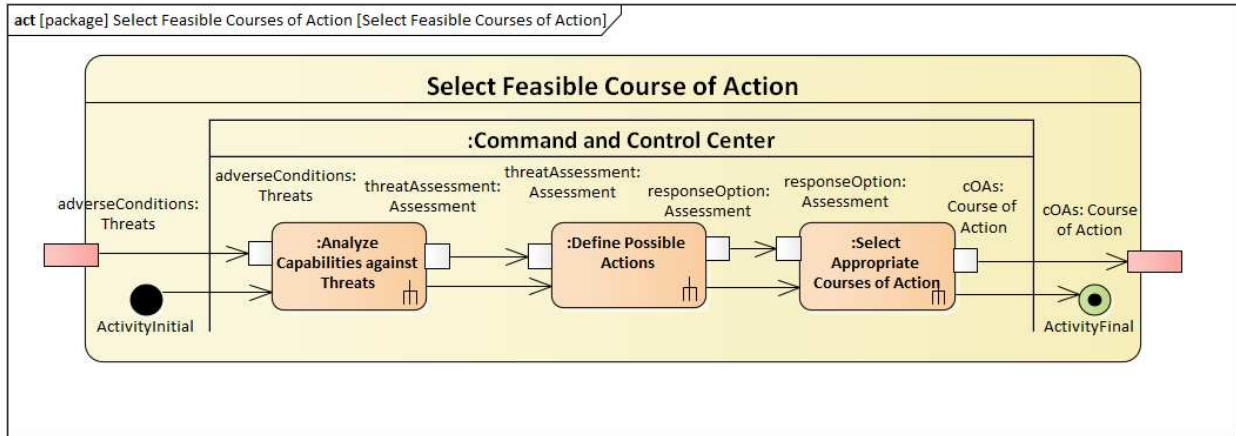 act [package] Select Feasible Courses of Action [Select Feasible Courses of Action]
Select Feasible Course of Action
:Command and Control Center
adverseConditions:
Threats
adverseConditions:
Threats
threatAssessment:
Assessment
threatAssessment:
Assessment
responseOption:
Assessment
responseOption:
Assessment
cOAs:
Course of
Action
cOAs: Course
of Action
:Analyze
Capabilities against
Threats
:Define Possible
Actions
:Select
Appropriate
Courses of Action
ActivityInitial
ActivityFinal